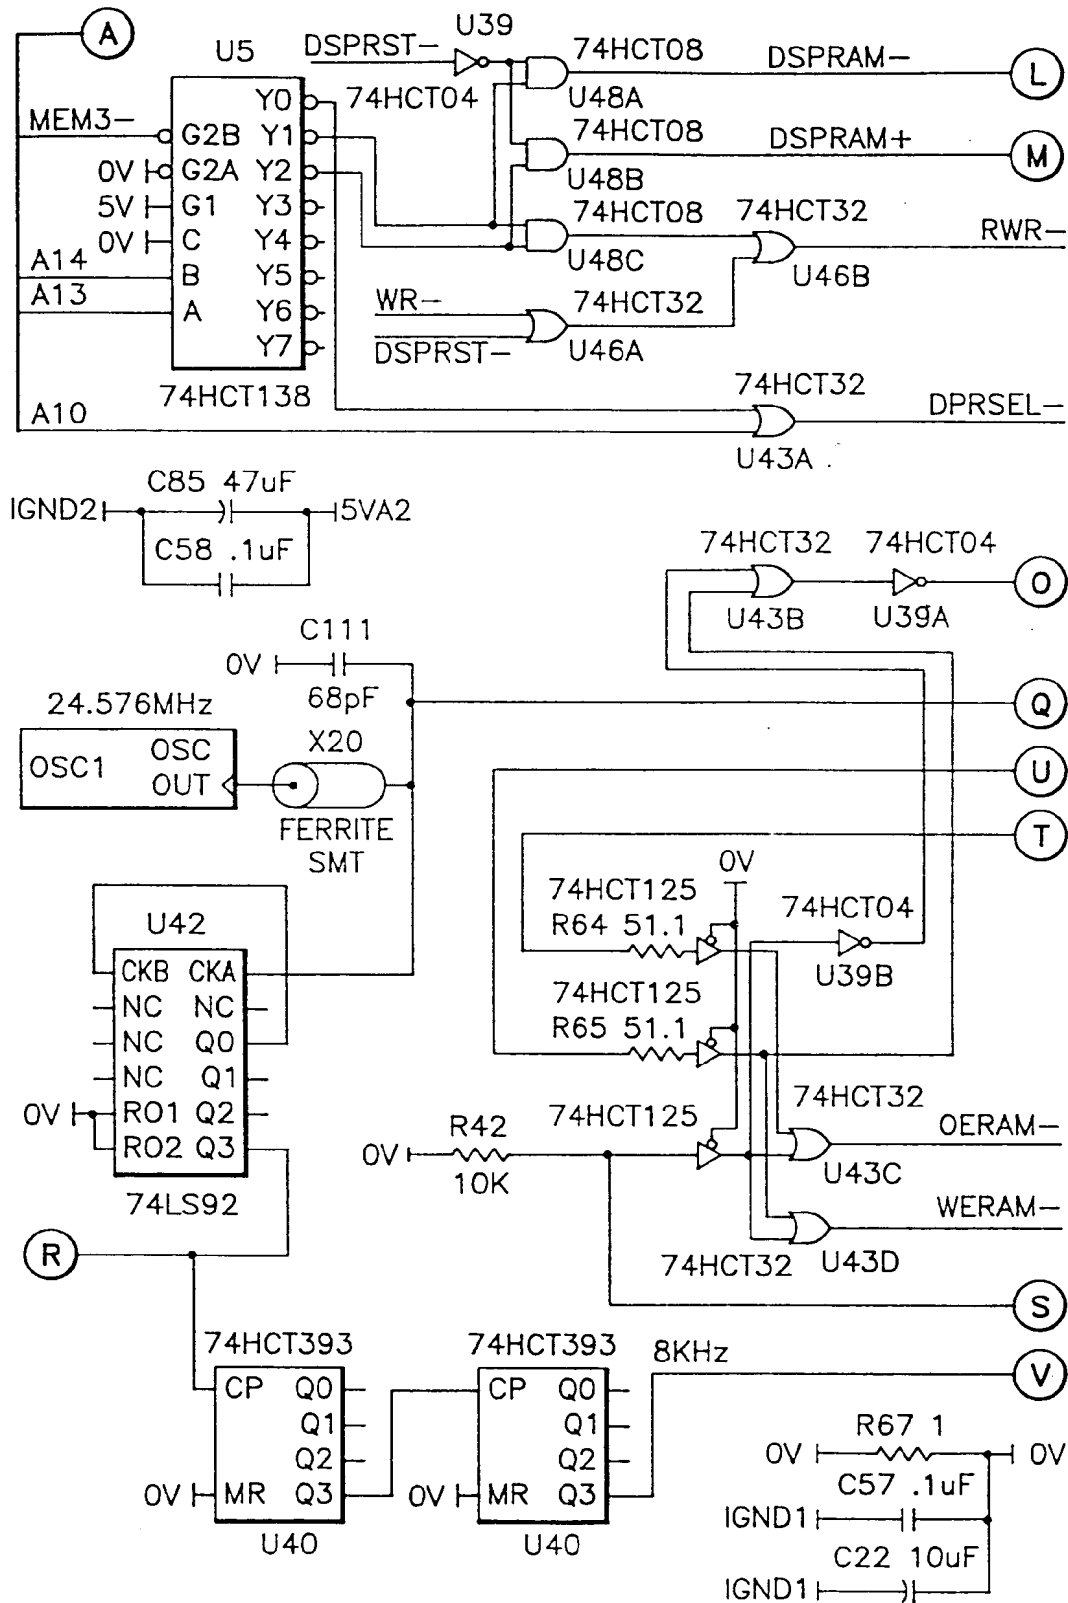 A
U5
DSPRST-
U39
74HCT04
74HCT08
U48A
DSPRAM-
L
MEM3-
G2B
0V
G2A
5V
G1
0V
C
A14
B
A13
A
Y0
Y1
Y2
Y3
Y4
Y5
Y6
Y7
74HCT138
74HCT08
U48B
DSPRAM+
M
74HCT08
U48C
74HCT32
U46B
RWR-
WR-
DSPRST-
74HCT32
U46A
A10
74HCT32
U43A
DPRSEL-
C85 47uF
IGND2
5VA2
C58 .1uF
74HCT32
U43B
74HCT04
U39A
O
C111
0V
68pF
Q
24.576MHz
OSC1
OSC
OUT
X20
FERRITE
SMT
U
T
0V
74HCT125
R64 51.1
74HCT04
U39B
74HCT125
R65 51.1
U42
CKB CKA
NC NC
NC Q0
NC Q1
0V
RO1 Q2
RO2 Q3
74LS92
74HCT125
R42
0V
10K
74HCT32
U43C
OERAM-
WERAM-
74HCT32
U43D
R
S
74HCT393
CP Q0
Q1
Q2
0V
MR Q3
U40
74HCT393
CP Q0
Q1
Q2
0V
MR Q3
U40
8KHz
V
R67 1
0V
0V
C57 .1uF
IGND1
C22 10uF
IGND1